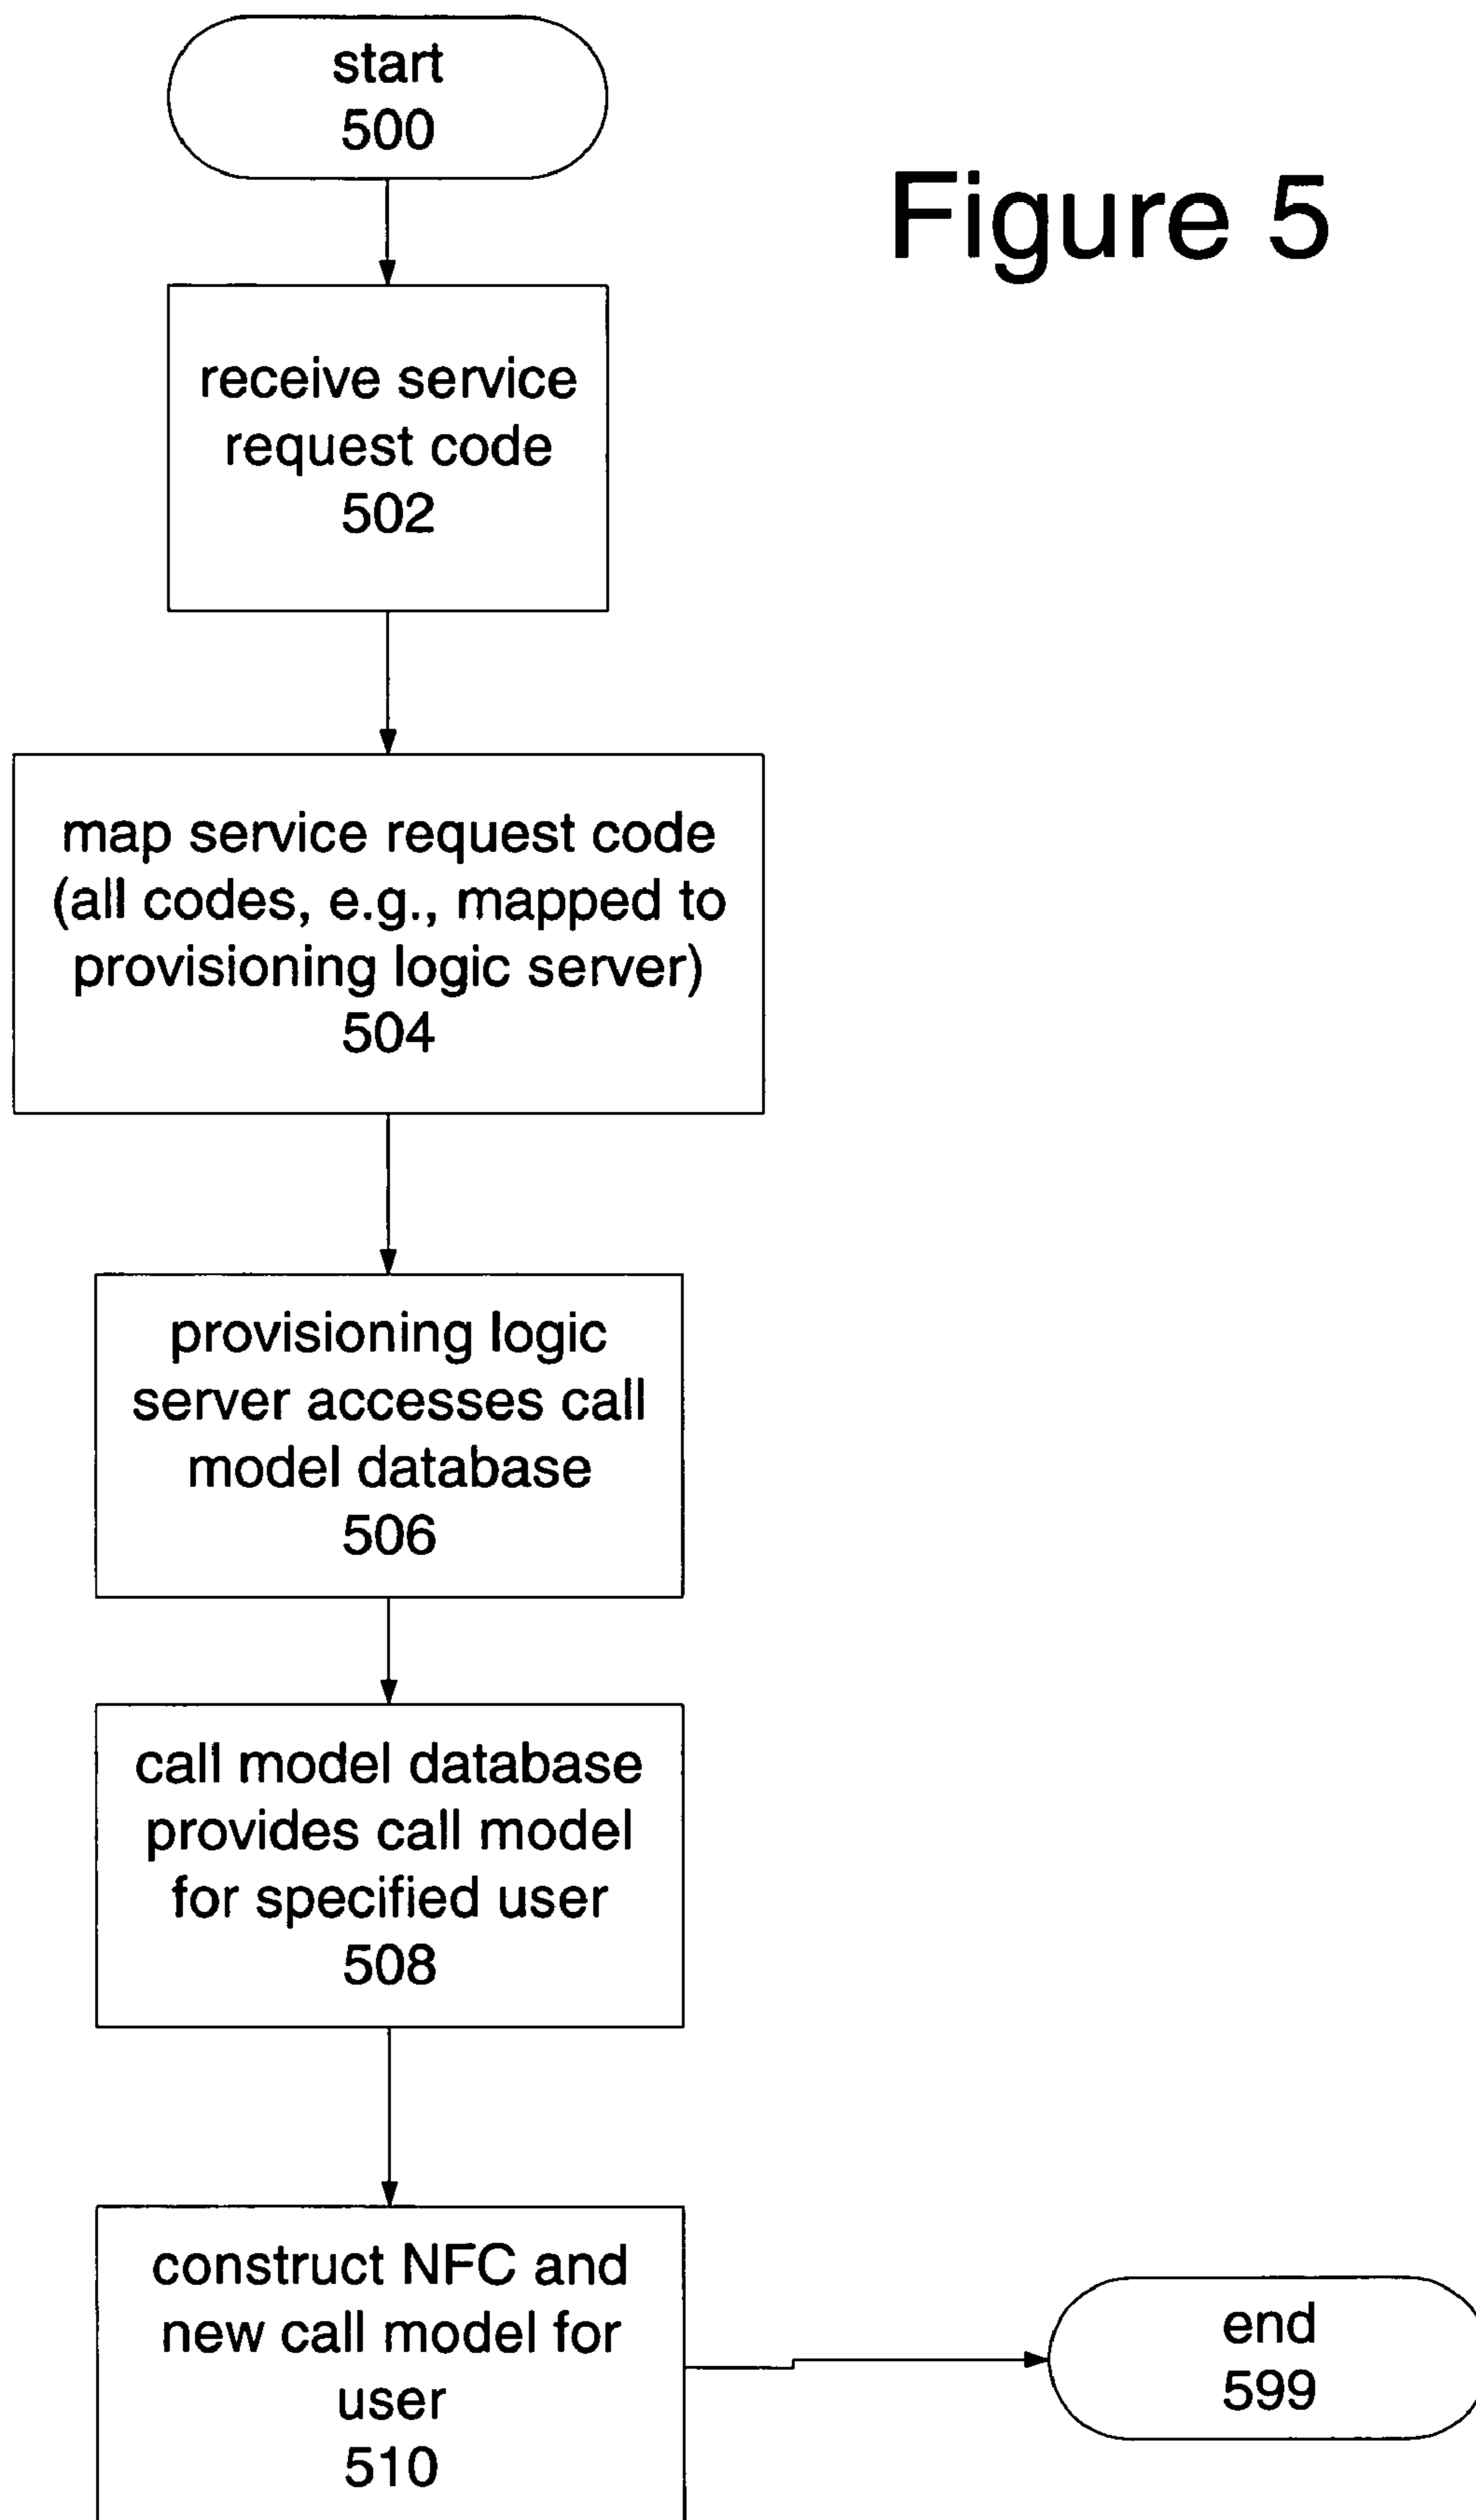 start
500
Figure 5
receive service
request code
502
map service request code
(all codes, e.g., mapped to
provisioning logic server)
504
provisioning logic
server accesses call
model database
506
call model database
provides call model
for specified user
508
construct NFC and
new call model for
user
510
end
599